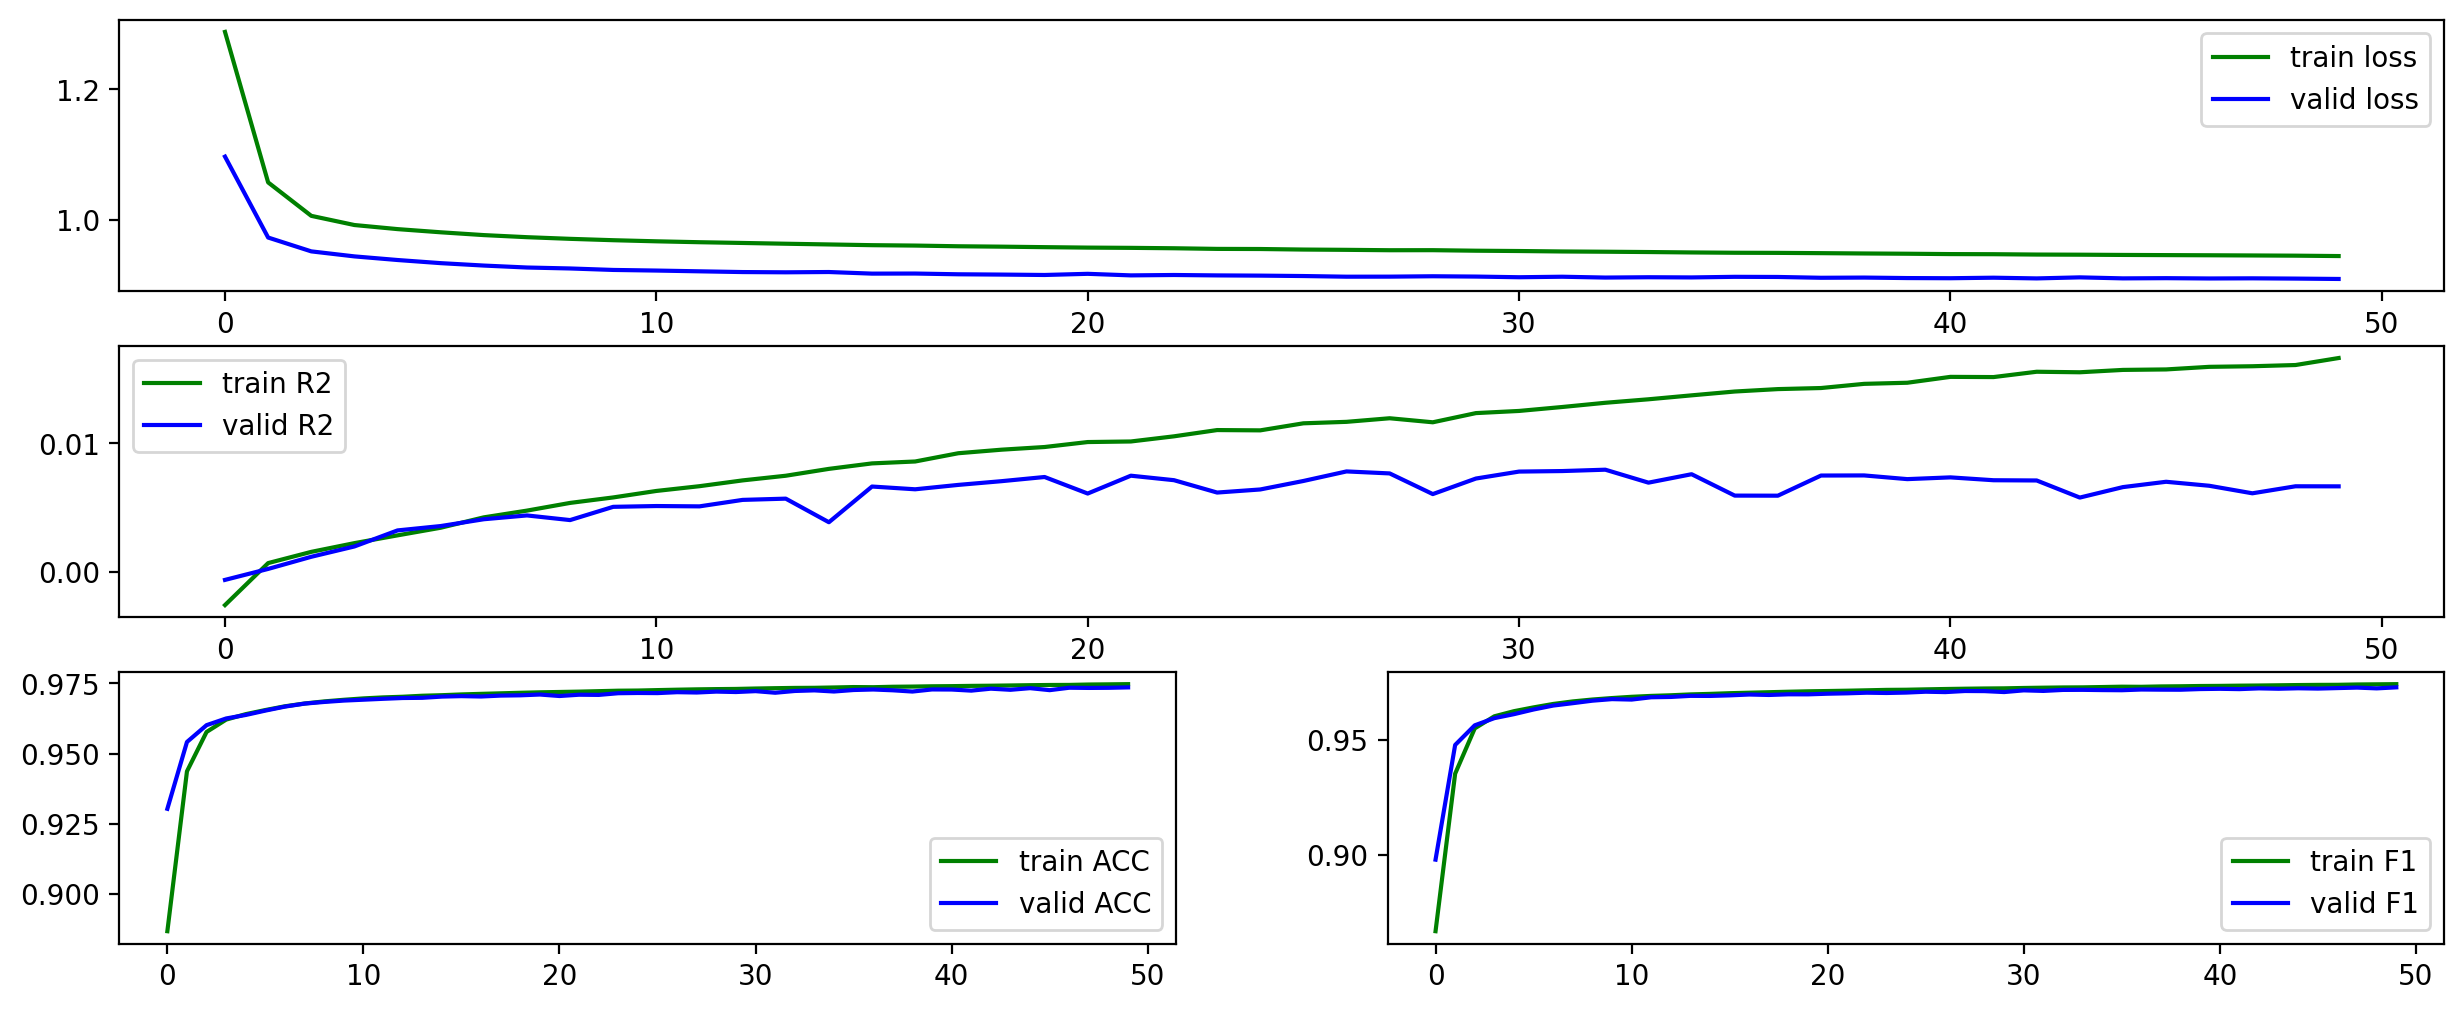 train loss
valid loss
1.2
1.0
0 10 20 30 40 50
train R2
valid R2
0.01
0.00
0 10 20 30 40 50
0.975
0.950
0.925
0.900
train ACC
valid ACC
0 10 20 30 40 50
0.95
0.90
train F1
valid F1
0 10 20 30 40 50